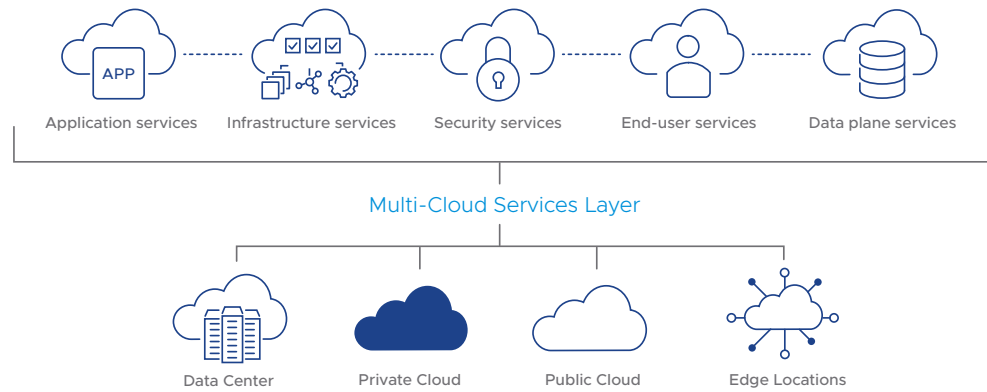 APP
Application services
Infrastructure services
Security services
End-user services
Data plane services
Multi-Cloud Services Layer
Data Center
Private Cloud
Public Cloud
Edge Locations